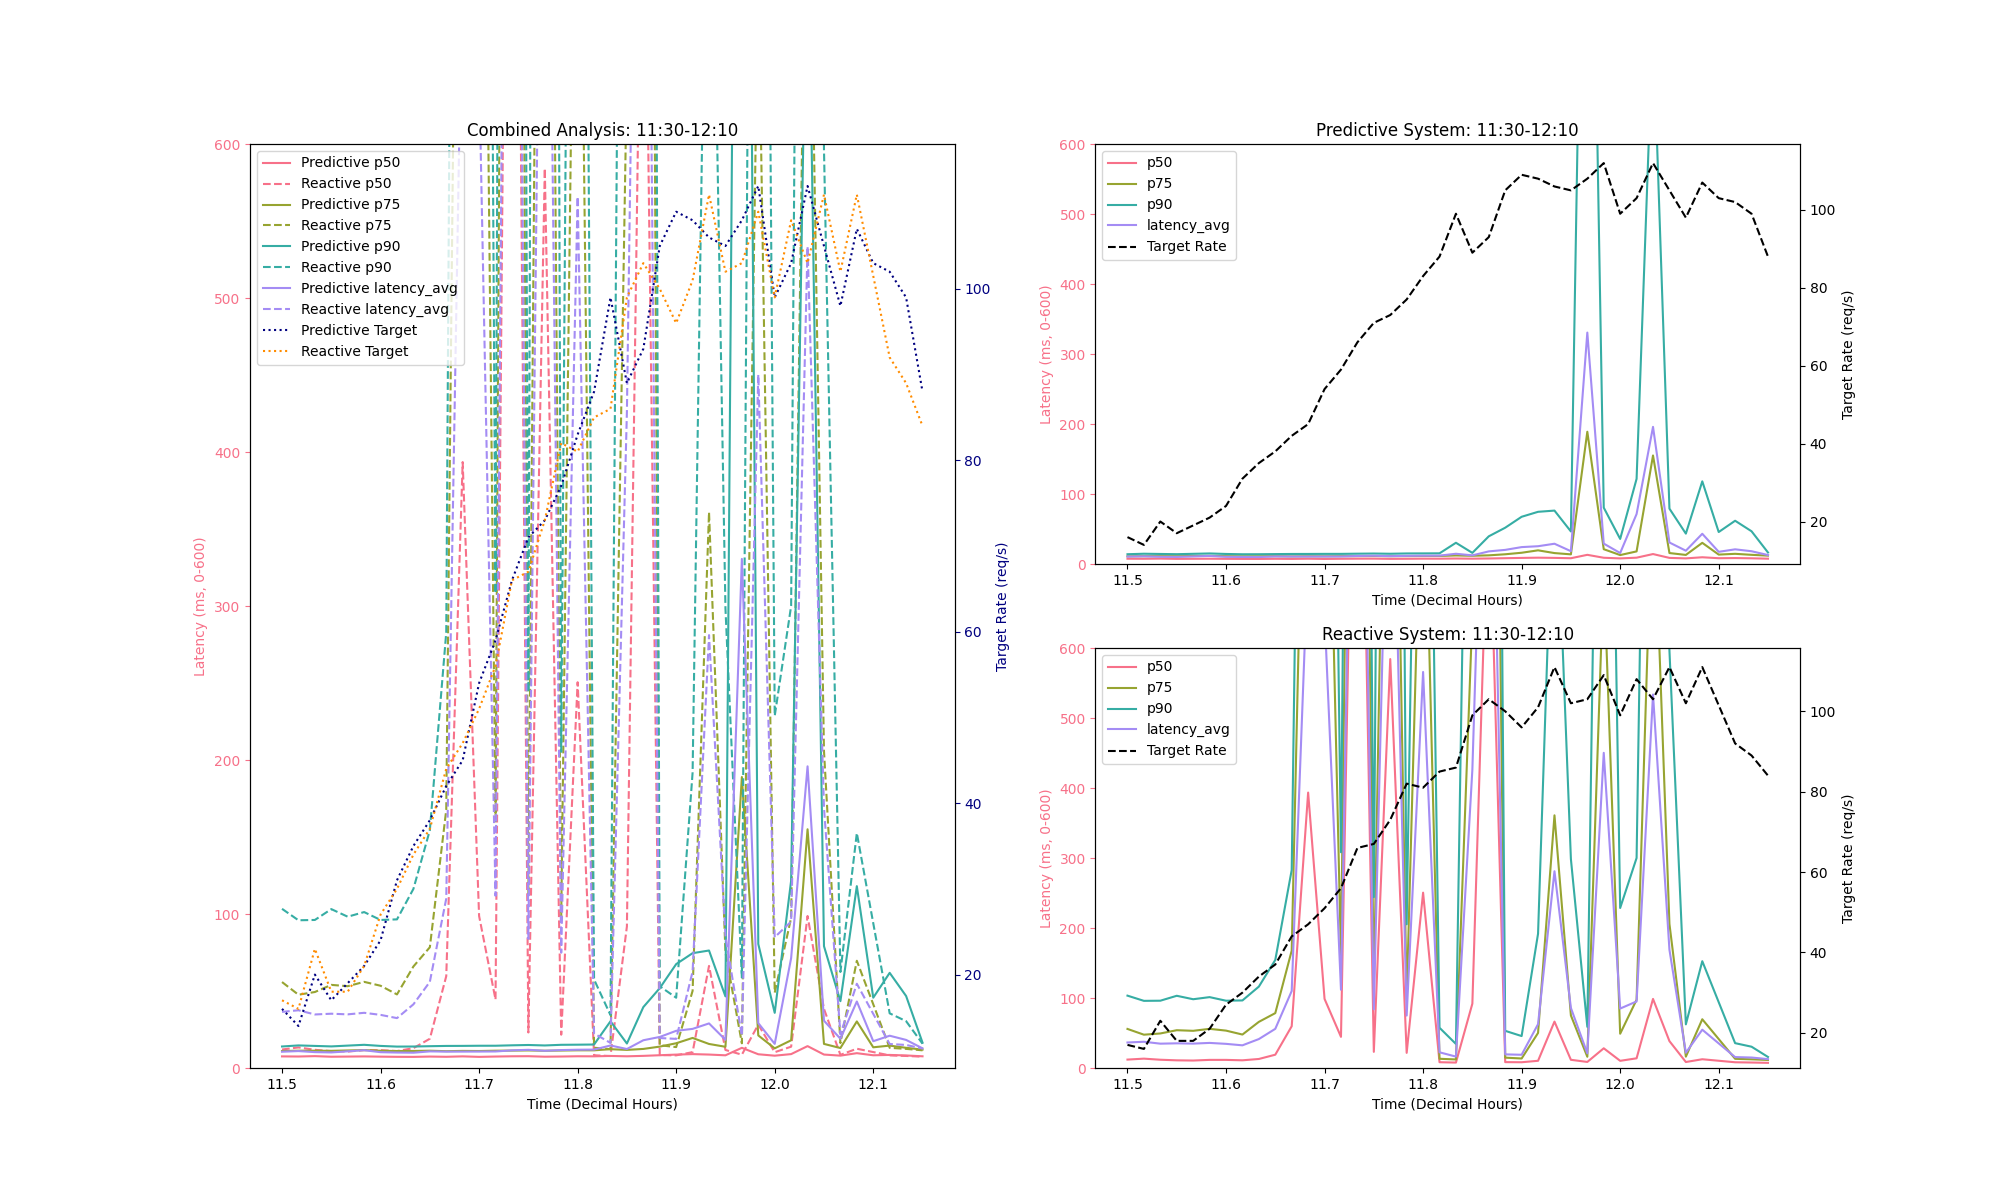 Combined Analysis: 11:30-12:10
Predictive p50
Reactive p50
Predictive p75
Reactive p75
Predictive p90
Reactive p90
Predictive latency_avg
Reactive latency_avg
Predictive Target
Reactive Target
Latency (ms, 0-600)
600
500
400
300
200
100
0
Target Rate (req/s)
100
80
60
40
20
11.5 11.6 11.7 11.8 11.9 12.0 12.1
Time (Decimal Hours)
Predictive System: 11:30-12:10
p50
p75
p90
latency_avg
Target Rate
Latency (ms, 0-600)
600
500
400
300
200
100
0
Target Rate (req/s)
100
80
60
40
20
11.5 11.6 11.7 11.8 11.9 12.0 12.1
Time (Decimal Hours)
Reactive System: 11:30-12:10
p50
p75
p90
latency_avg
Target Rate
Latency (ms, 0-600)
600
500
400
300
200
100
0
Target Rate (req/s)
100
80
60
40
20
11.5 11.6 11.7 11.8 11.9 12.0 12.1
Time (Decimal Hours)